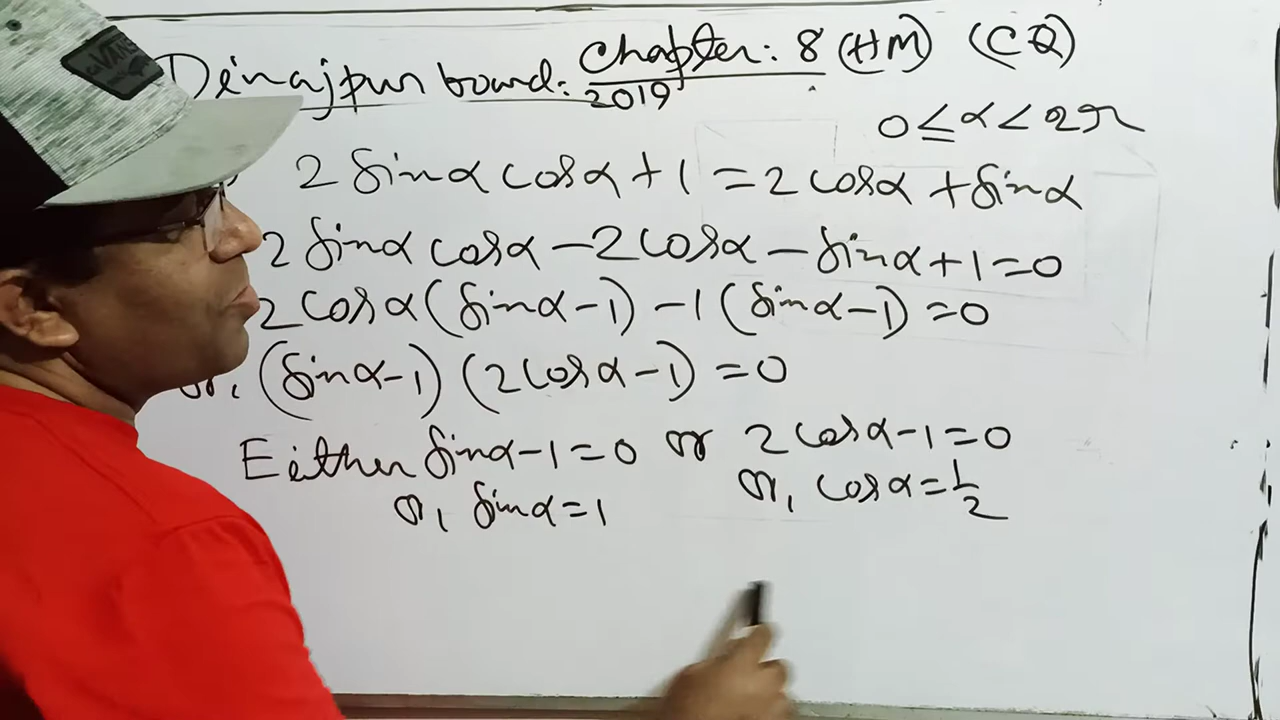 VANS
Chapter: 8 (HM) (CQ)
Dinajpur board: 2019
0 ≤ α < 2π
2 sinα cosα + 1 = 2 cosα + sinα
2 sinα cosα - 2 cosα - sinα + 1 = 0
2 cosα (sinα - 1) - 1 (sinα - 1) = 0
or, (sinα - 1) (2 cosα - 1) = 0
Either sinα - 1 = 0 or 2 cosα - 1 = 0
or, sinα = 1 or, cosα = 1/2